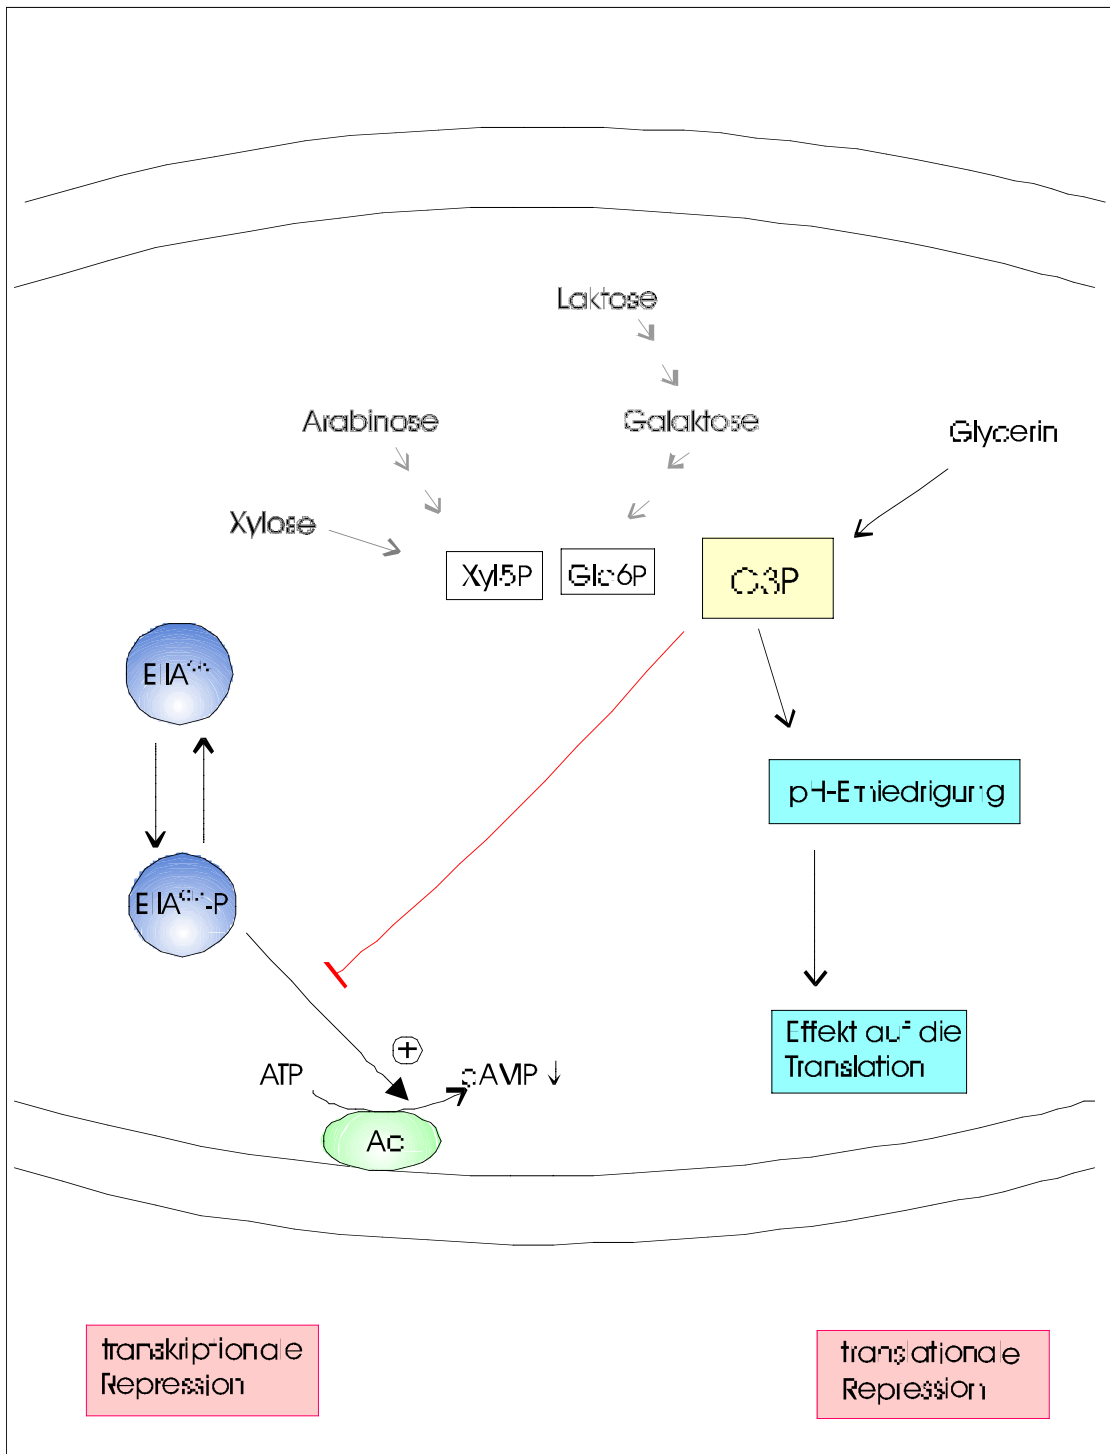 Laktose
Arabinose
Galaktose
Glycerin
Xylose
Xyl5P
Glc6P
G3P
EIIA
pH-Erniedrigung
EIIA -P
Effekt auf die
Translation
ATP
cAMP ↓
+
Ac
transkriptionale
Repression
translationale
Repression